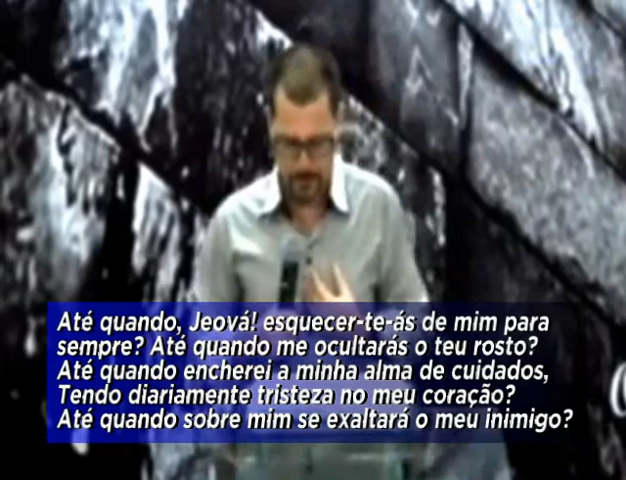 Até quando, Jeová! esquecer-te-ás de mim para
sempre? Até quando me ocultarás o teu rosto?
Até quando encherei a minha alma de cuidados,
Tendo diariamente tristeza no meu coração?
Até quando sobre mim se exaltará o meu inimigo?